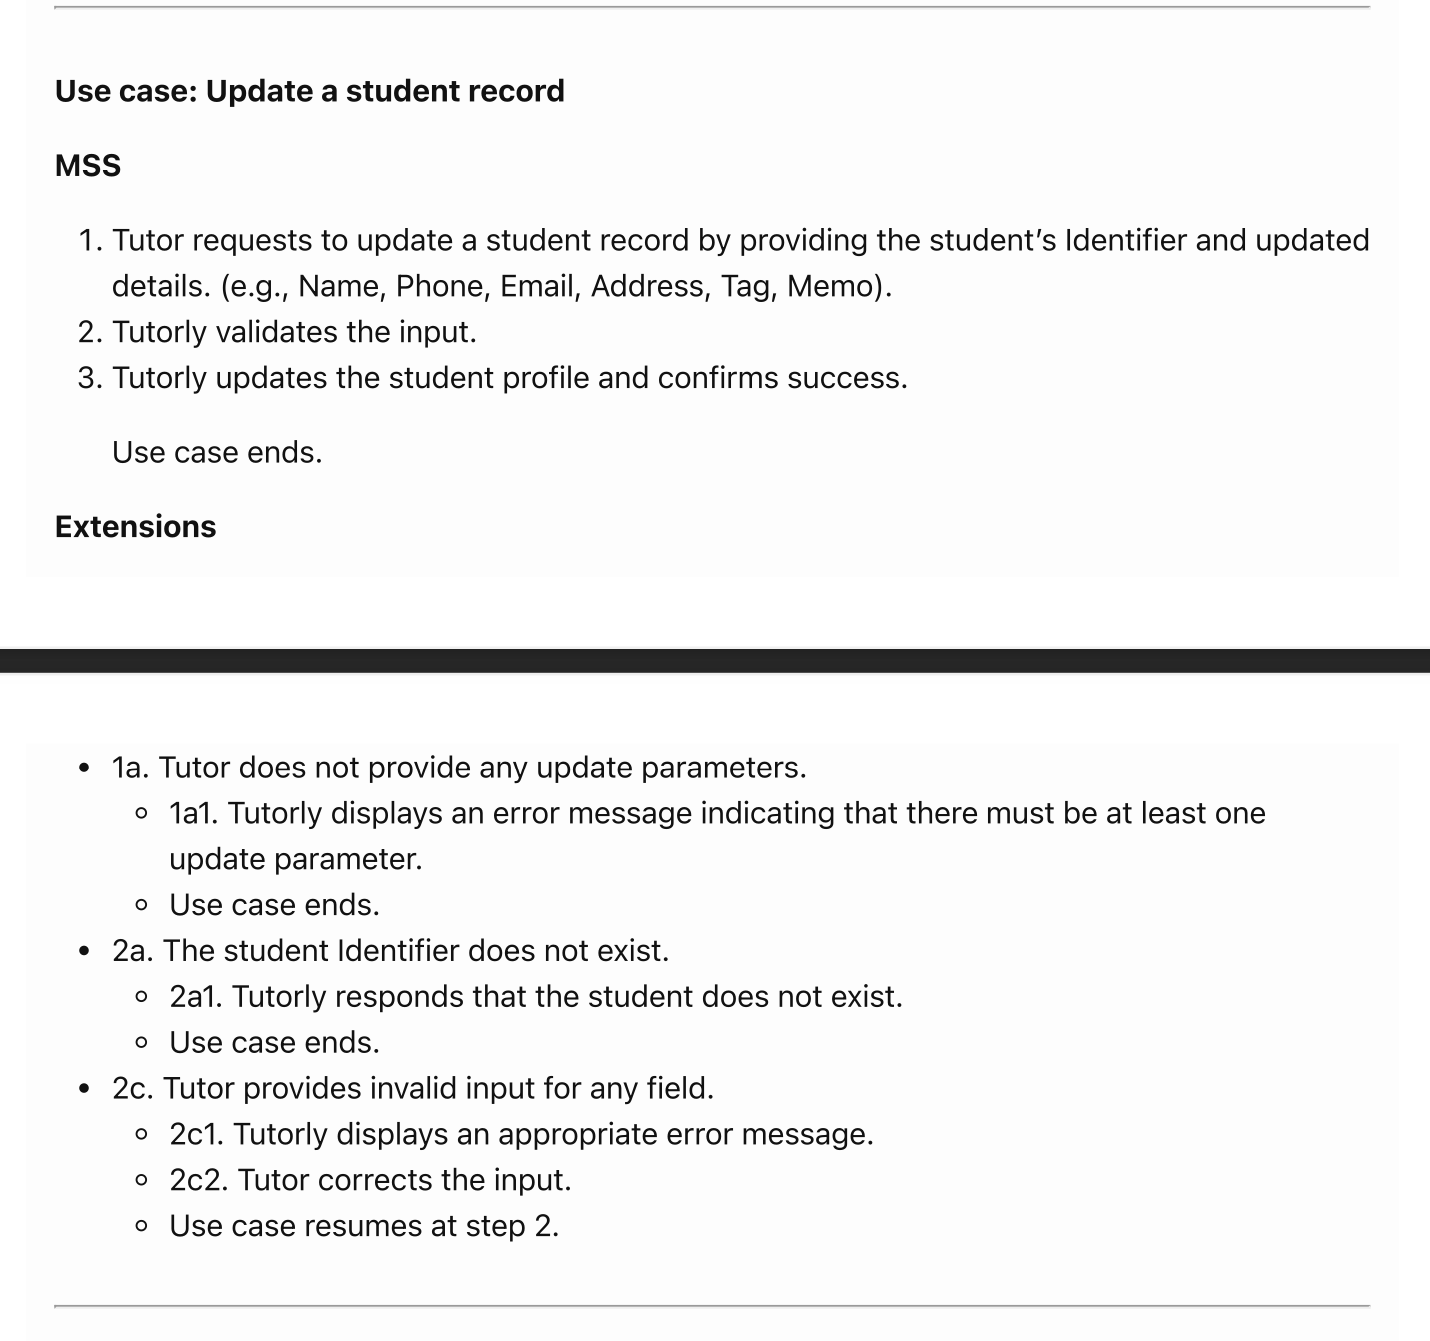 Use case: Update a student record
MSS
1. Tutor requests to update a student record by providing the student’s Identifier and updated
details. (e.g., Name, Phone, Email, Address, Tag, Memo).
2. Tutorly validates the input.
3. Tutorly updates the student profile and confirms success.
Use case ends.
Extensions
• 1a. Tutor does not provide any update parameters.
◦ 1a1. Tutorly displays an error message indicating that there must be at least one
update parameter.
◦ Use case ends.
• 2a. The student Identifier does not exist.
◦ 2a1. Tutorly responds that the student does not exist.
◦ Use case ends.
• 2c. Tutor provides invalid input for any field.
◦ 2c1. Tutorly displays an appropriate error message.
◦ 2c2. Tutor corrects the input.
◦ Use case resumes at step 2.